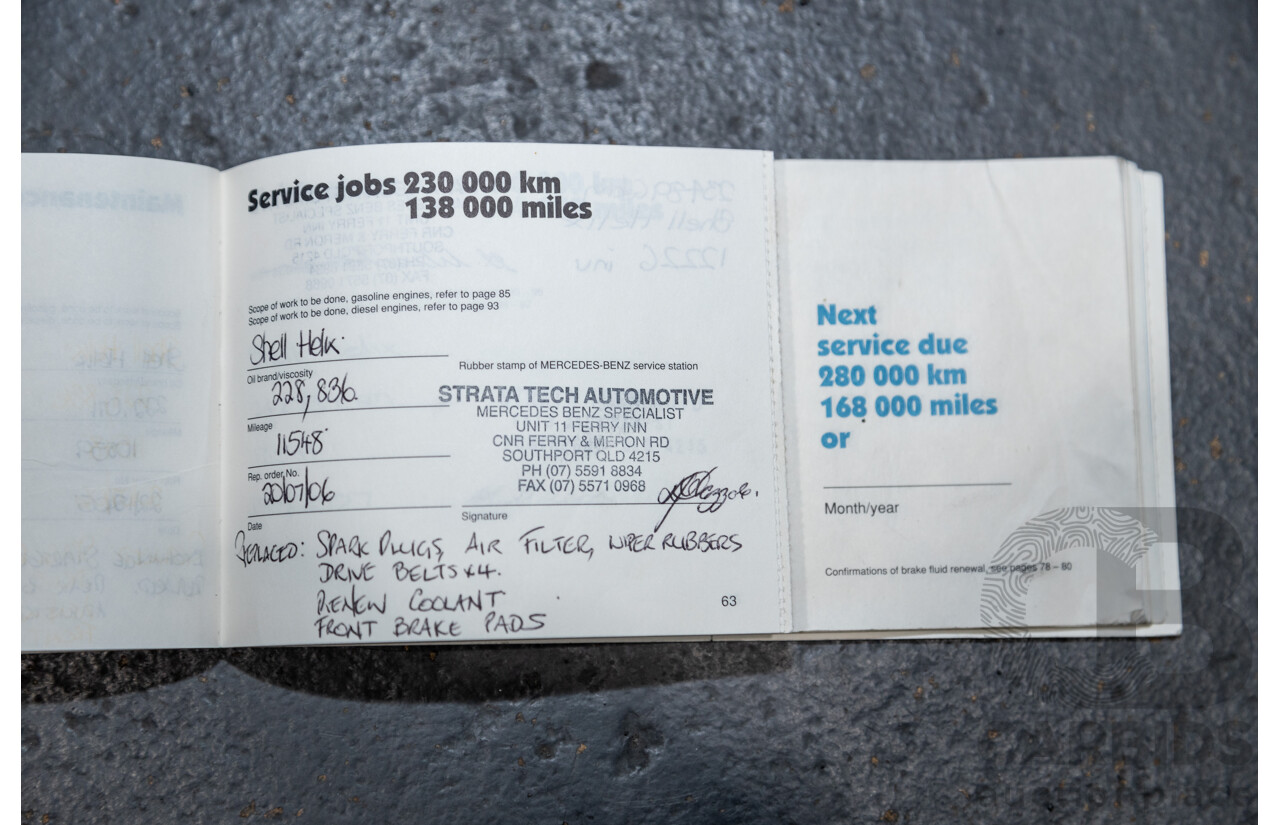 Service jobs 230 000 km
138 000 miles
Scope of work to be done, gasoline engines, refer to page 85
Scope of work to be done, diesel engines, refer to page 93
Shell Helix
Oil brand/viscosity
228,836
Mileage
11548
Rep. order No.
20/07/06
Date
Rubber stamp of MERCEDES-BENZ service station
STRATA TECH AUTOMOTIVE
MERCEDES BENZ SPECIALIST
UNIT 11 FERRY INN
CNR FERRY & MERON RD
SOUTHPORT QLD 4215
PH (07) 5591 8834
FAX (07) 5571 0968
Signature
REPLACED: SPARK PLUGS, AIR FILTER, WIPER RUBBERS
DRIVE BELTS x4.
RENEW COOLANT
FRONT BRAKE PADS
63
Next
service due
280 000 km
168 000 miles
or
Month/year
Confirmations of brake fluid renewal, see pages 78 – 80